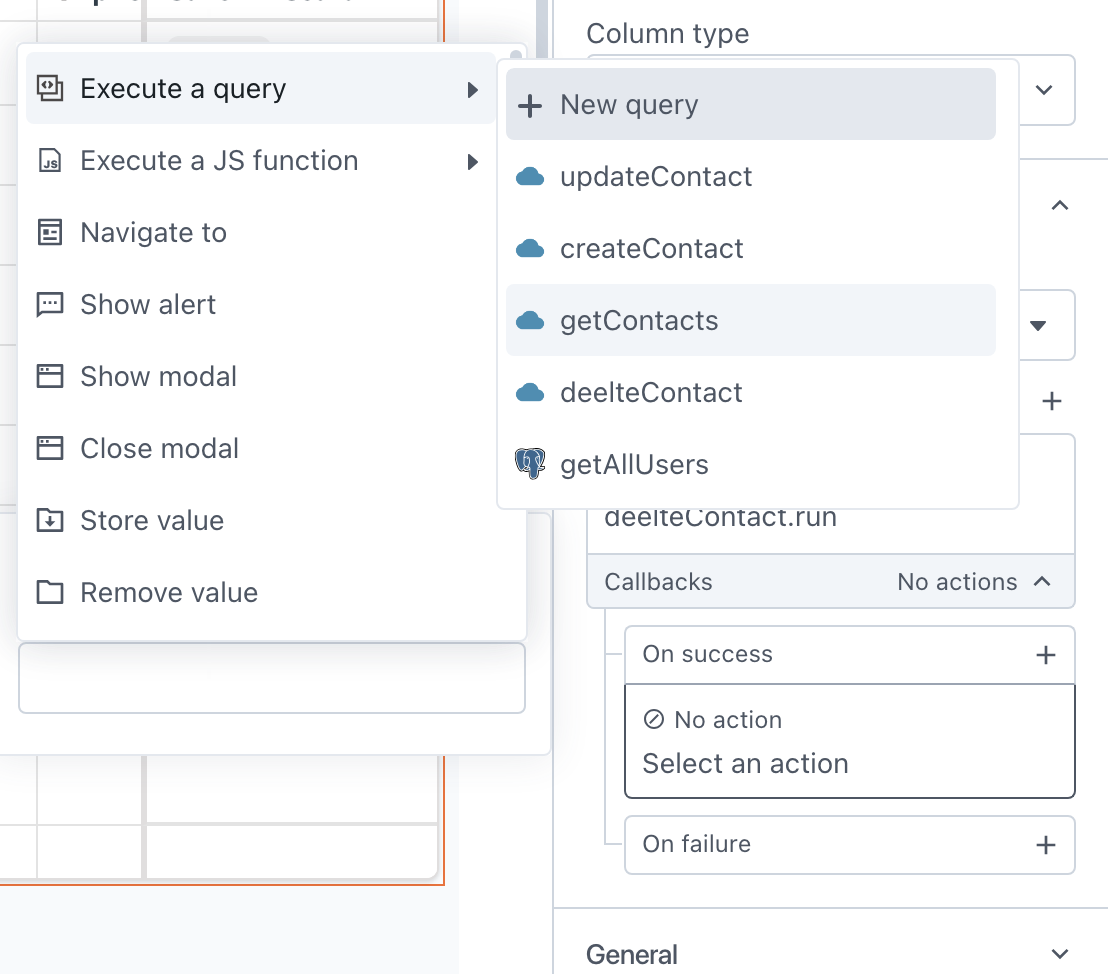 Column type
Execute a query
Execute a JS function
Navigate to
Show alert
Show modal
Close modal
Store value
Remove value
New query
updateContact
createContact
getContacts
deelteContact
getAllUsers
deelteContact.run
Callbacks No actions
On success
No action
Select an action
On failure
General